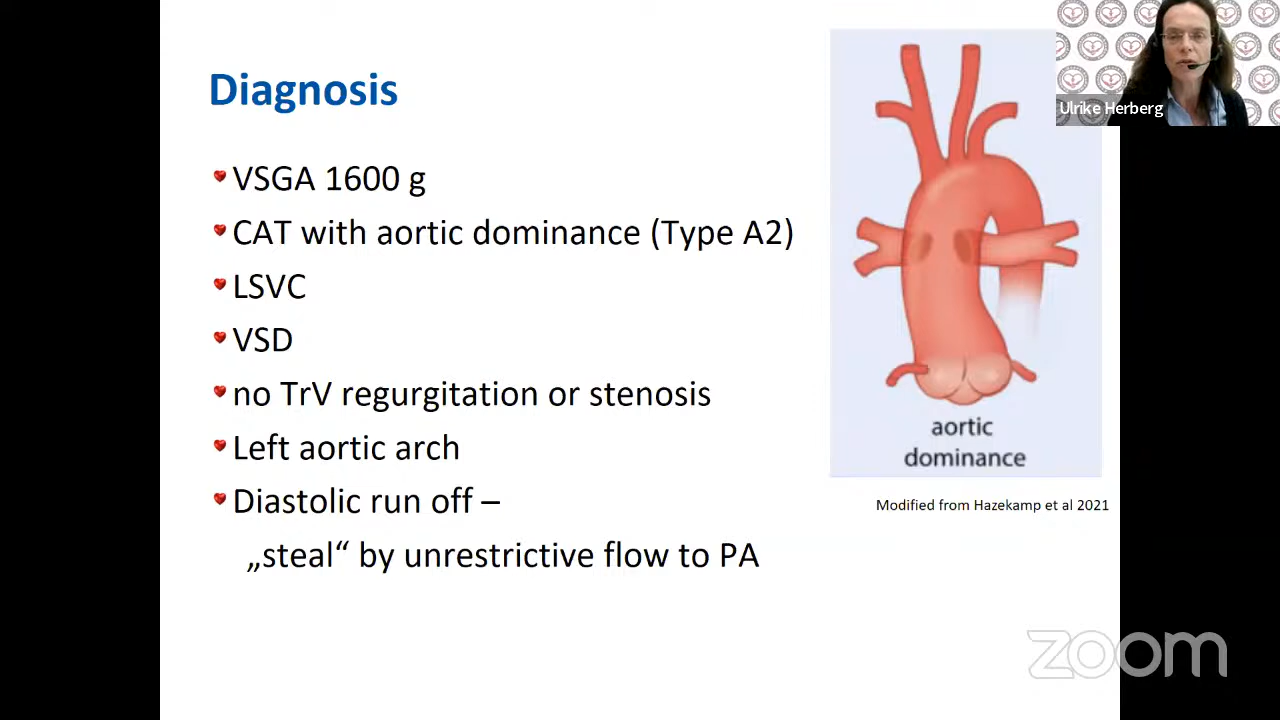 Diagnosis
VSGA 1600 g
CAT with aortic dominance (Type A2)
LSVC
VSD
no TrV regurgitation or stenosis
Left aortic arch
Diastolic run off –
„steal“ by unrestrictive flow to PA
aortic
dominance
Modified from Hazekamp et al 2021
Ulrike Herberg
zoom